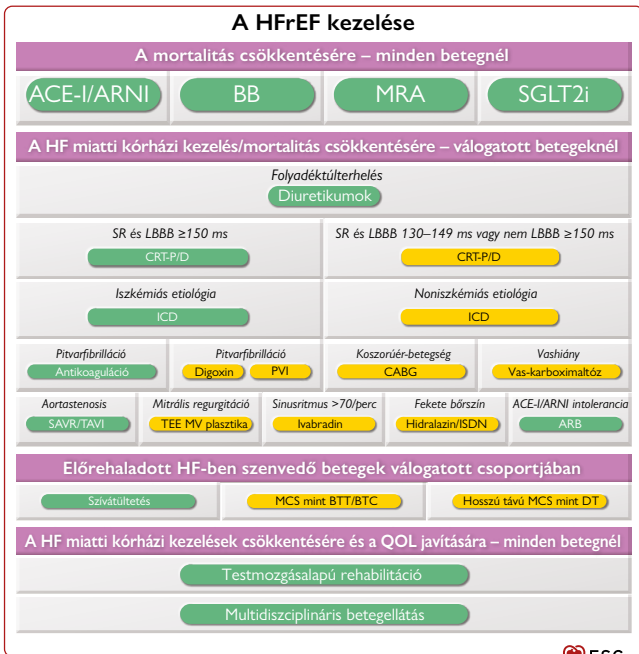 A HFrEF kezelése
A mortalitás csökkentésére – minden betegnél
ACE-I/ARNI BB MRA SGLT2i
A HF miatti kórházi kezelés/mortalitás csökkentésére – válogatott betegeknél
Folyadéktúlterhelés
Diuretikumok
SR és LBBB ≥150 ms SR és LBBB 130–149 ms vagy nem LBBB ≥150 ms
CRT-P/D CRT-P/D
Iszkémiás etiológia Noniszkémiás etiológia
ICD ICD
Pitvarfibrilláció Pitvarfibrilláció Koszorúér-betegség Vashiány
Antikoaguláció Digoxin PVI CABG Vas-karboximaltóz
Aortastenosis Mitrális regurgitáció Sinusritmus >70/perc Fekete bőrszín ACE-I/ARNI intolerancia
SAVR/TAVI TEE MV plasztika Ivabradin Hidralazin/ISDN ARB
Előrehaladott HF-ben szenvedő betegek válogatott csoportjában
Szívátültetés MCS mint BTT/BTC Hosszú távú MCS mint DT
A HF miatti kórházi kezelések csökkentésére és a QOL javítására – minden betegnél
Testmozgásalapú rehabilitáció
Multidiszciplináris betegellátás
ESC